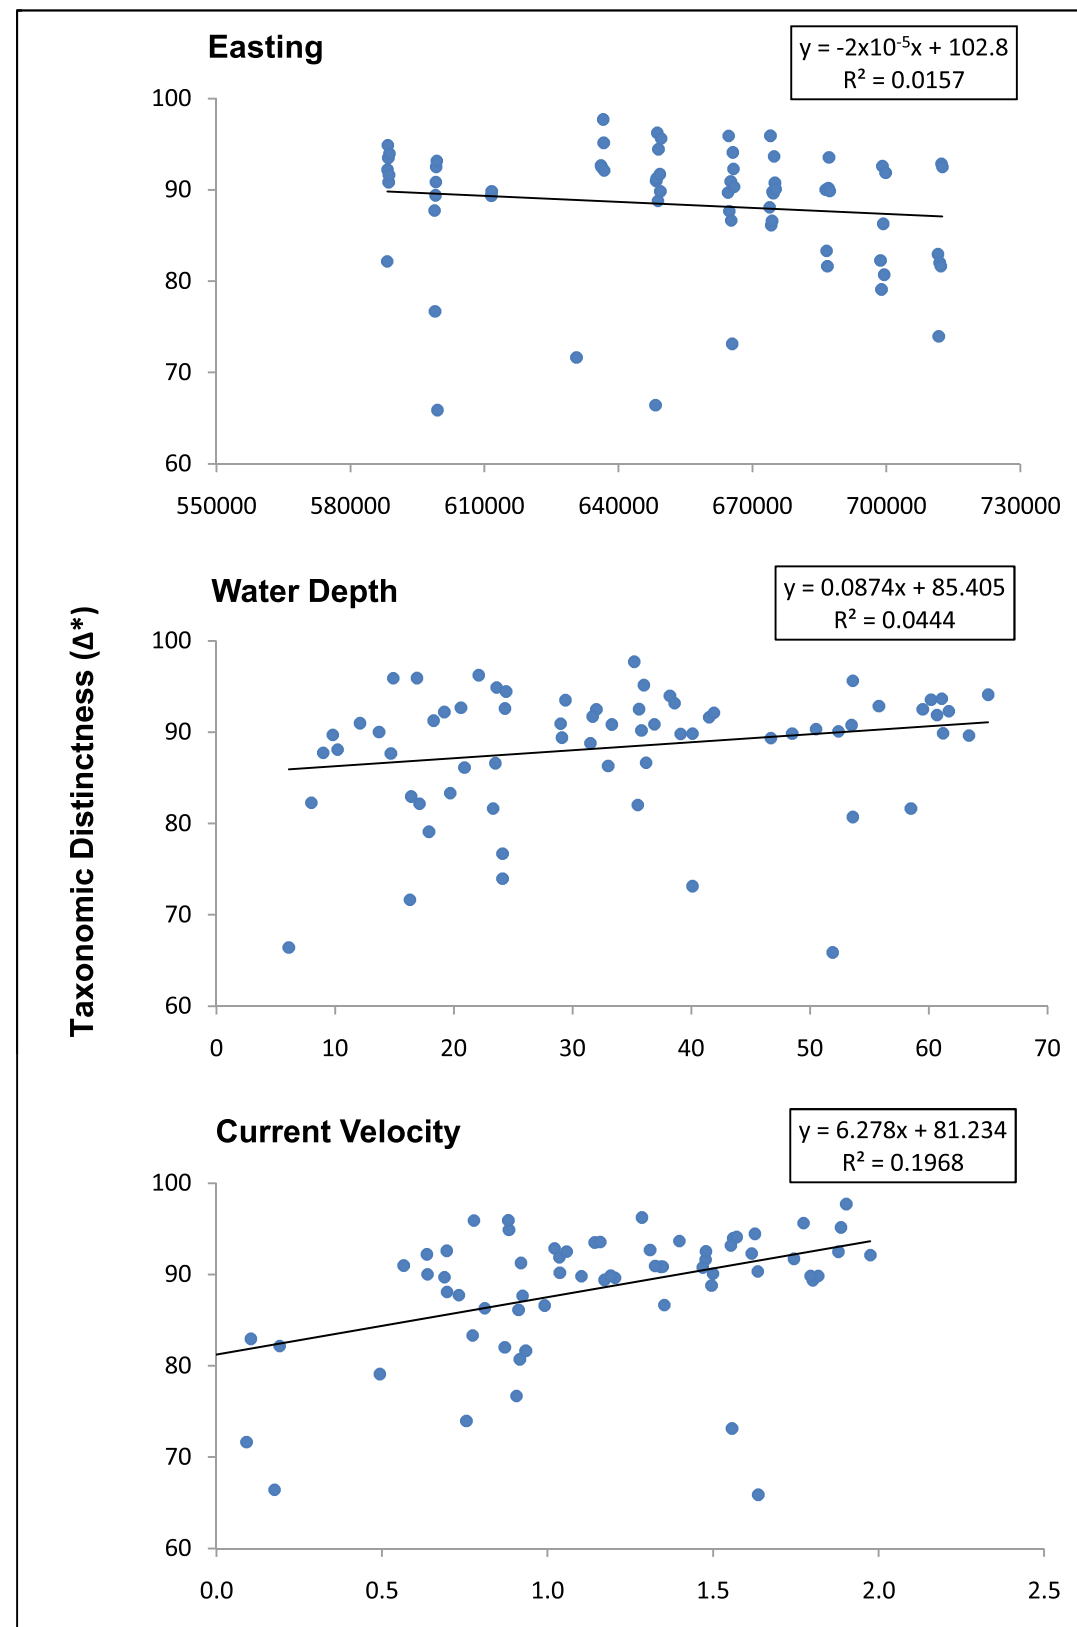 Easting
y = -2x10⁻⁵x + 102.8
R² = 0.0157
100
90
80
70
60
550000 580000 610000 640000 670000 700000 730000
Taxonomic Distinctness (Δ*)
Water Depth
y = 0.0874x + 85.405
R² = 0.0444
100
90
80
70
60
0 10 20 30 40 50 60 70
Current Velocity
y = 6.278x + 81.234
R² = 0.1968
100
90
80
70
60
0.0 0.5 1.0 1.5 2.0 2.5